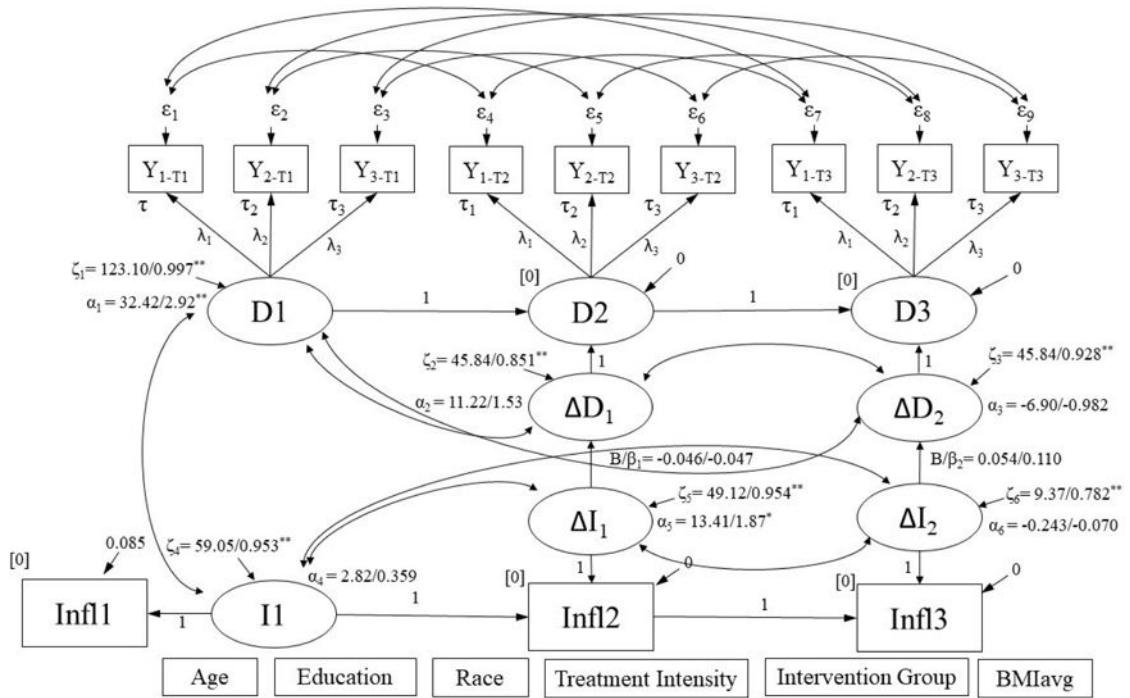 ε₁ ε₂ ε₃ ε₄ ε₅ ε₆ ε₇ ε₈ ε₉
Y₁₋T₁ Y₂₋T₁ Y₃₋T₁ Y₁₋T₂ Y₂₋T₂ Y₃₋T₂ Y₁₋T₃ Y₂₋T₃ Y₃₋T₃
τ τ₂ τ₃ τ₁ τ₂ τ₃ τ₁ τ₂ τ₃
λ₁ λ₂ λ₃ λ₁ λ₂ λ₃ λ₁ λ₂ λ₃
ζ₁= 123.10/0.997** [0] 0 [0] 0
α₁ = 32.42/2.92** D1 1 D2 1 D3
ζ₂= 45.84/0.851** 1 1 ζ₃= 45.84/0.928**
α₂ = 11.22/1.53 ΔD₁ ΔD₂ α₃ = -6.90/-0.982
B/β₁= -0.046/-0.047 B/β₂= 0.054/0.110
ζ₅= 49.12/0.954** ζ₆= 9.37/0.782**
ΔI₁ α₅ = 13.41/1.87* ΔI₂ α₆ = -0.243/-0.070
[0] 0.085 ζ₄= 59.05/0.953** [0] 1 0 [0] 1 0
α₄ = 2.82/0.359
Infl1 1 I1 1 Infl2 1 Infl3
Age Education Race Treatment Intensity Intervention Group BMIavg